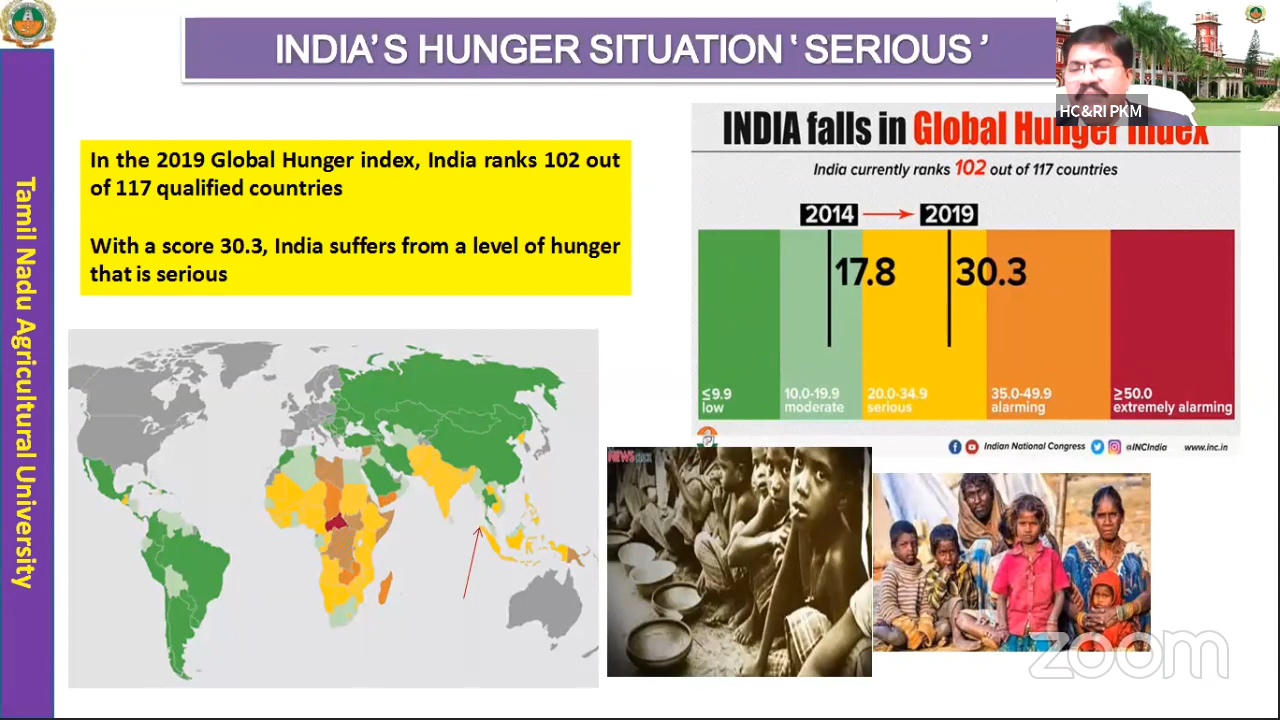 INDIA'S HUNGER SITUATION ‛ SERIOUS ’
HC&RI PKM
Tamil Nadu Agricultural University
In the 2019 Global Hunger index, India ranks 102 out
of 117 qualified countries
With a score 30.3, India suffers from a level of hunger
that is serious
INDIA falls in Global Hunger Index
India currently ranks 102 out of 117 countries
2014 2019
17.8 30.3
≤9.9 10.0-19.9 20.0-34.9 35.0-49.9 ≥50.0
low moderate serious alarming extremely alarming
Indian National Congress @INCIndia www.inc.in
zoom